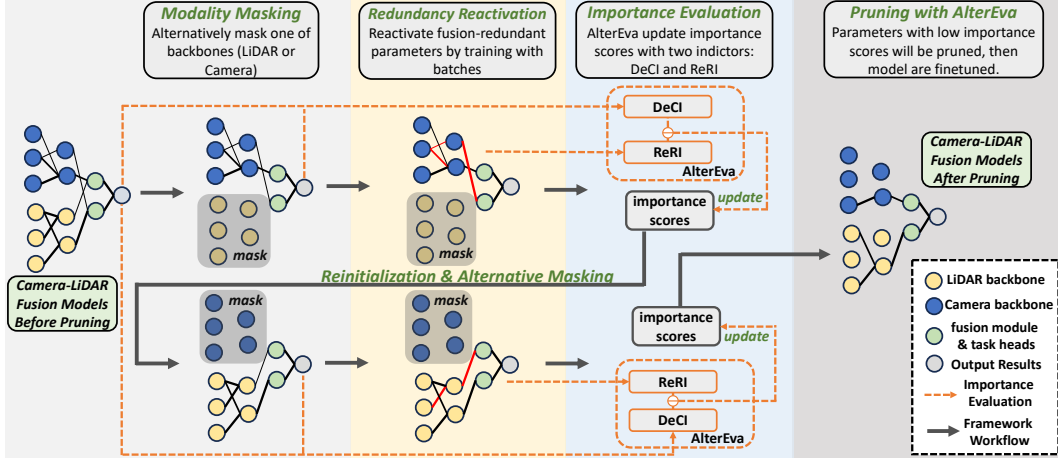 Modality Masking
Alternatively mask one of
backbones (LiDAR or
Camera)
Redundancy Reactivation
Reactivate fusion-redundant
parameters by training with
batches
Importance Evaluation
AlterEva update importance
scores with two indictors:
DeCI and ReRI
Pruning with AlterEva
Parameters with low importance
scores will be pruned, then
model are finetuned.
DeCI
ReRI
AlterEva
update
importance
scores
mask
mask
Camera-LiDAR
Fusion Models
Before Pruning
Camera-LiDAR
Fusion Models
After Pruning
Reinitialization & Alternative Masking
mask
mask
importance
scores
update
ReRI
DeCI
AlterEva
LiDAR backbone
Camera backbone
fusion module
& task heads
Output Results
Importance
Evaluation
Framework
Workflow